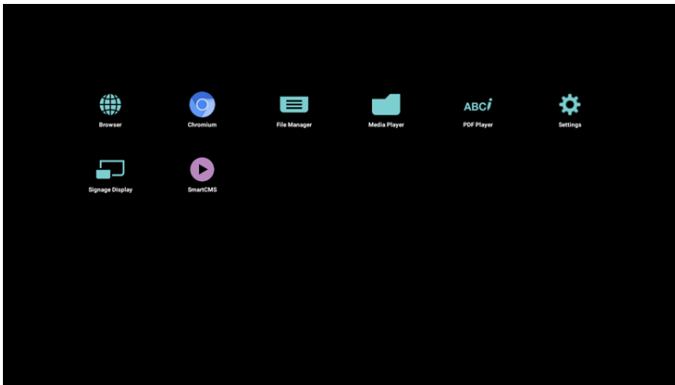 Browser
Chromium
File Manager
Media Player
ABCi
PDF Player
Settings
Signage Display
SmartCMS